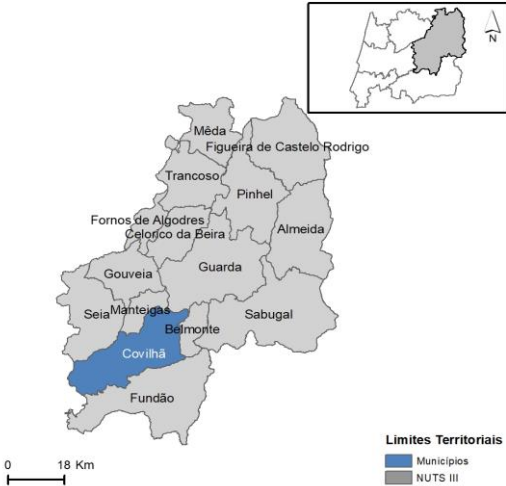 N
Mêda
Figueira de Castelo Rodrigo
Trancoso
Pinhel
Fornos de Algodres
Almeida
Celorico da Beira
Guarda
Gouveia
Seia
Manteigas
Sabugal
Belmonte
Covilhã
Fundão
Limites Territoriais
0 18 Km
Municípios
NUTS III